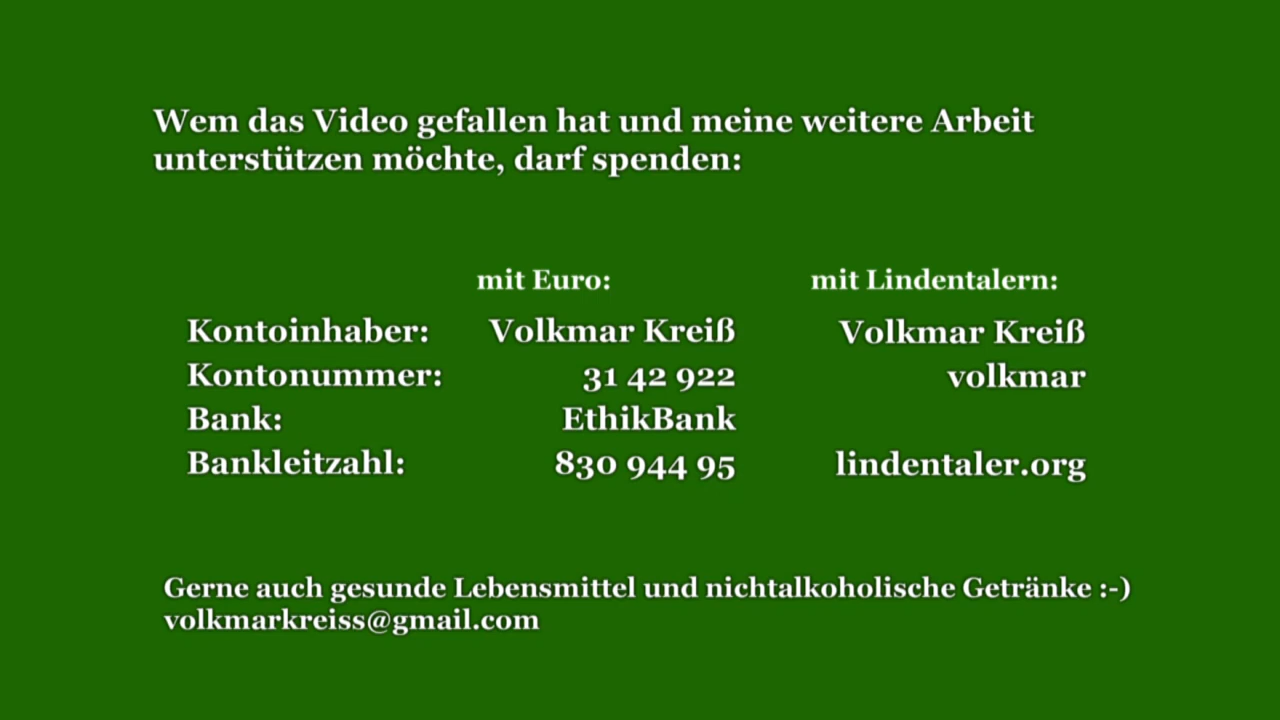 Wem das Video gefallen hat und meine weitere Arbeit
unterstützen möchte, darf spenden:
mit Euro: mit Lindentalern:
Kontoinhaber: Volkmar Kreiß Volkmar Kreiß
Kontonummer: 31 42 922 volkmar
Bank: EthikBank
Bankleitzahl: 830 944 95 lindentaler.org
Gerne auch gesunde Lebensmittel und nichtalkoholische Getränke :-)
volkmarkreiss@gmail.com